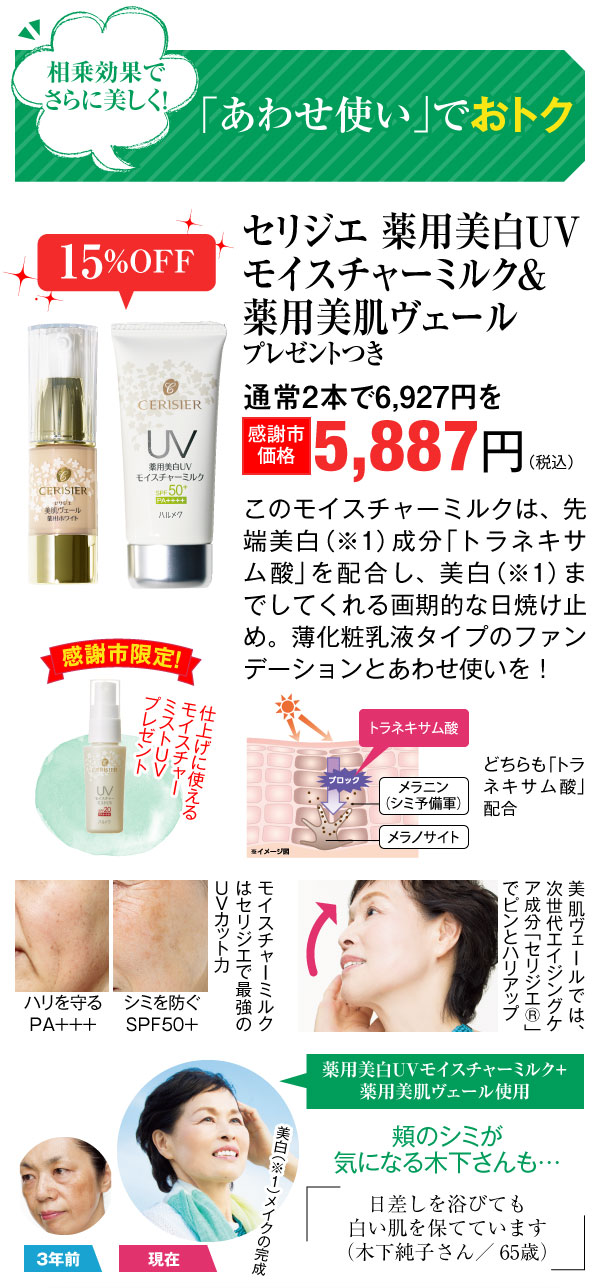 相乗効果で
さらに美しく!
「あわせ使い」でおトク
15%OFF
セリジエ 薬用美白UV
モイスチャーミルク&
薬用美肌ヴェール
プレゼントつき
通常2本で6,927円を
感謝市
価格
5,887円(税込)
CERISIER
セリジエ
美肌ヴェール
薬用ホワイト
CERISIER
UV
薬用美白UV
モイスチャーミルク
SPF50+
PA++++
ハルメク
このモイスチャーミルクは、先
端美白(※1)成分「トラネキサ
ム酸」を配合し、美白(※1)ま
でしてくれる画期的な日焼け止
め。薄化粧乳液タイプのファン
デーションとあわせ使いを!
感謝市限定!
仕上げに使える
モイスチャー
ミストUV
プレゼント
CERISIER
UV
トラネキサム酸
ブロック
メラニン
(シミ予備軍)
メラノサイト
※イメージ図
どちらも「トラ
ネキサム酸」
配合
ハリを守る
PA+++
シミを防ぐ
SPF50+
モイスチャーミルク
はセリジエで最強の
UVカット力
美肌ヴェールでは、
次世代エイジングケ
ア成分「セリジエ®」
でピンとハリアップ
薬用美白UVモイスチャーミルク+
薬用美肌ヴェール使用
頬のシミが
気になる木下さんも…
日差しを浴びても
白い肌を保てています
(木下純子さん/65歳)
美白(※1)メイクの完成
3年前
現在